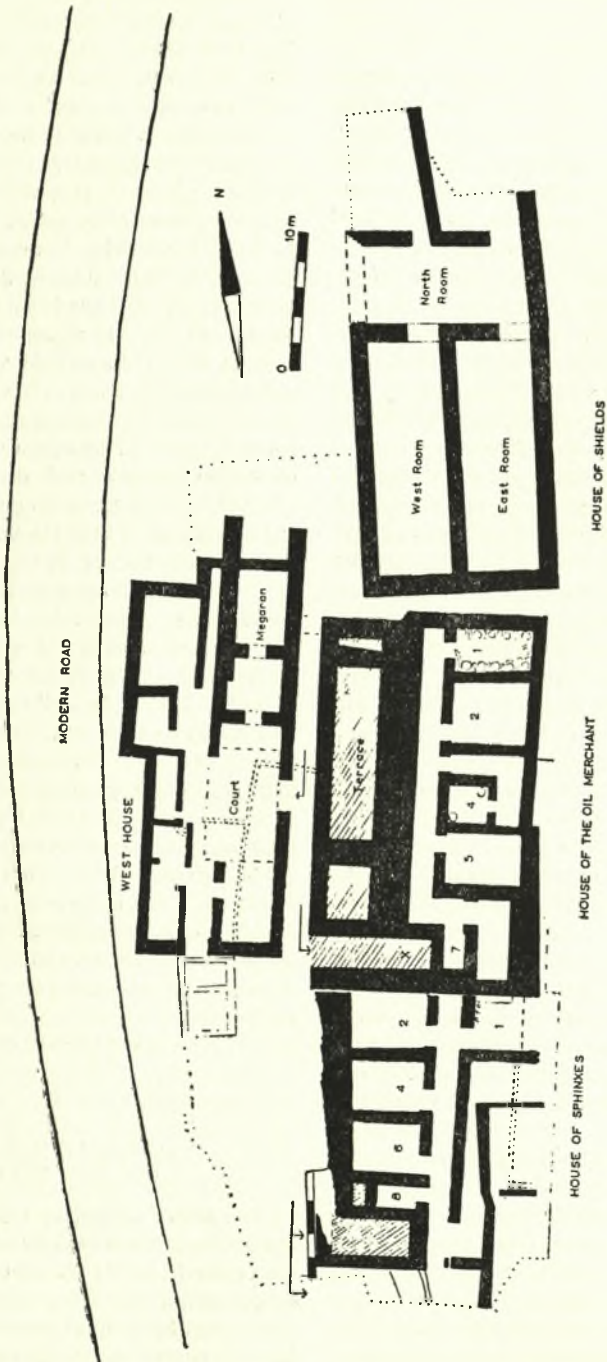 MODERN ROAD
N
0
10 m
WEST HOUSE
Court
Megaron
Terrace
North
Room
West Room
East Room
HOUSE OF SHIELDS
1
2
4
5
7
X
HOUSE OF THE OIL MERCHANT
2
4
6
8
1
HOUSE OF SPHINXES